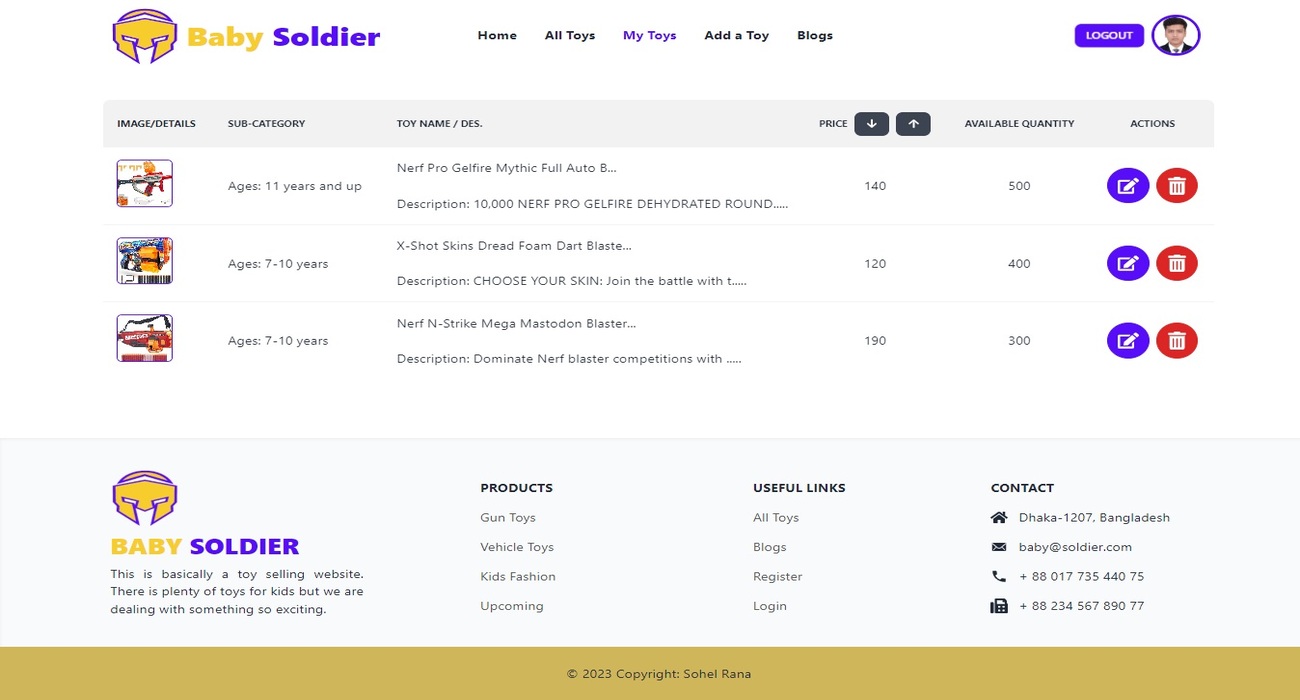 Baby Soldier
Home All Toys My Toys Add a Toy Blogs
LOGOUT
IMAGE/DETAILS SUB-CATEGORY TOY NAME / DES. PRICE AVAILABLE QUANTITY ACTIONS
Nerf Pro Gelfire Mythic Full Auto B...
Ages: 11 years and up 140 500
Description: 10,000 NERF PRO GELFIRE DEHYDRATED ROUND.....
X-Shot Skins Dread Foam Dart Blaste...
Ages: 7-10 years 120 400
Description: CHOOSE YOUR SKIN: Join the battle with t.....
Nerf N-Strike Mega Mastodon Blaster...
Ages: 7-10 years 190 300
Description: Dominate Nerf blaster competitions with .....
BABY SOLDIER
This is basically a toy selling website.
There is plenty of toys for kids but we are
dealing with something so exciting.
PRODUCTS
Gun Toys
Vehicle Toys
Kids Fashion
Upcoming
USEFUL LINKS
All Toys
Blogs
Register
Login
CONTACT
Dhaka-1207, Bangladesh
baby@soldier.com
+ 88 017 735 440 75
+ 88 234 567 890 77
© 2023 Copyright: Sohel Rana